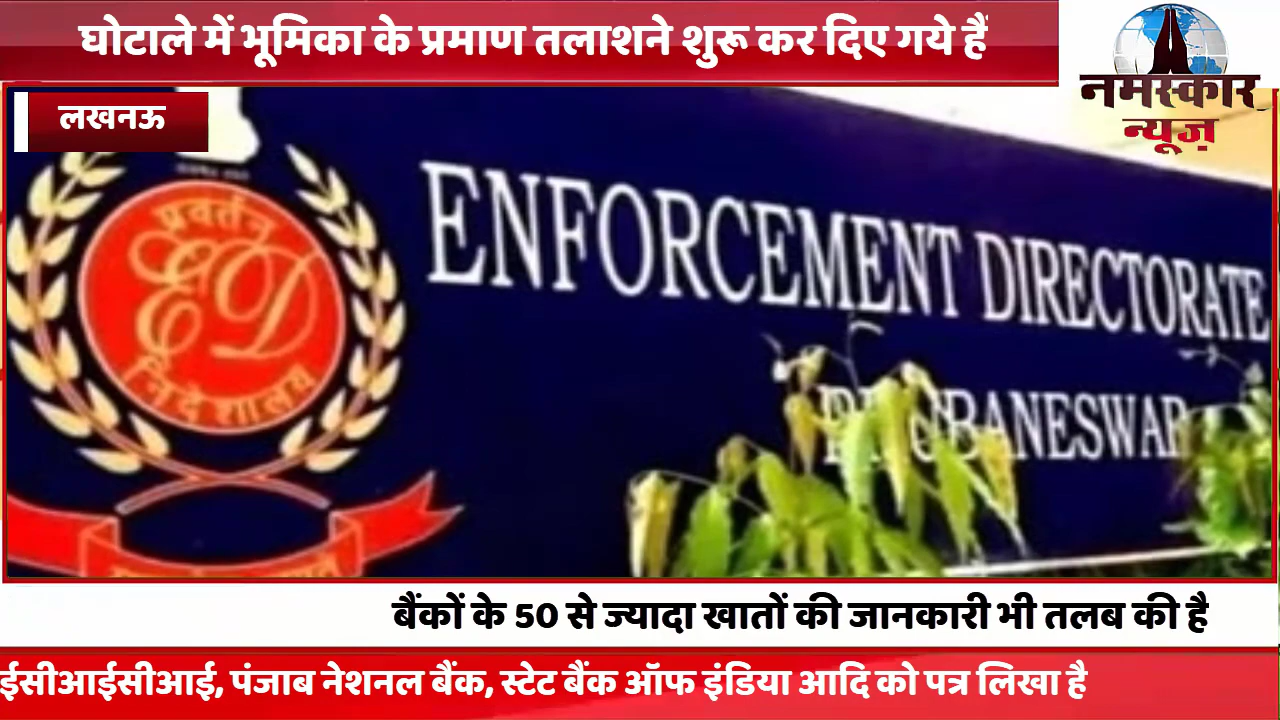 घोटाले में भूमिका के प्रमाण तलाशने शुरू कर दिए गये हैं
नमस्कार
न्यूज़
लखनऊ
प्रवर्तन
ED
निदेशालय
ENFORCEMENT DIRECTORATE
BHUBANESWAR
बैंकों के 50 से ज्यादा खातों की जानकारी भी तलब की है
ईसीआईसीआई, पंजाब नेशनल बैंक, स्टेट बैंक ऑफ इंडिया आदि को पत्र लिखा है